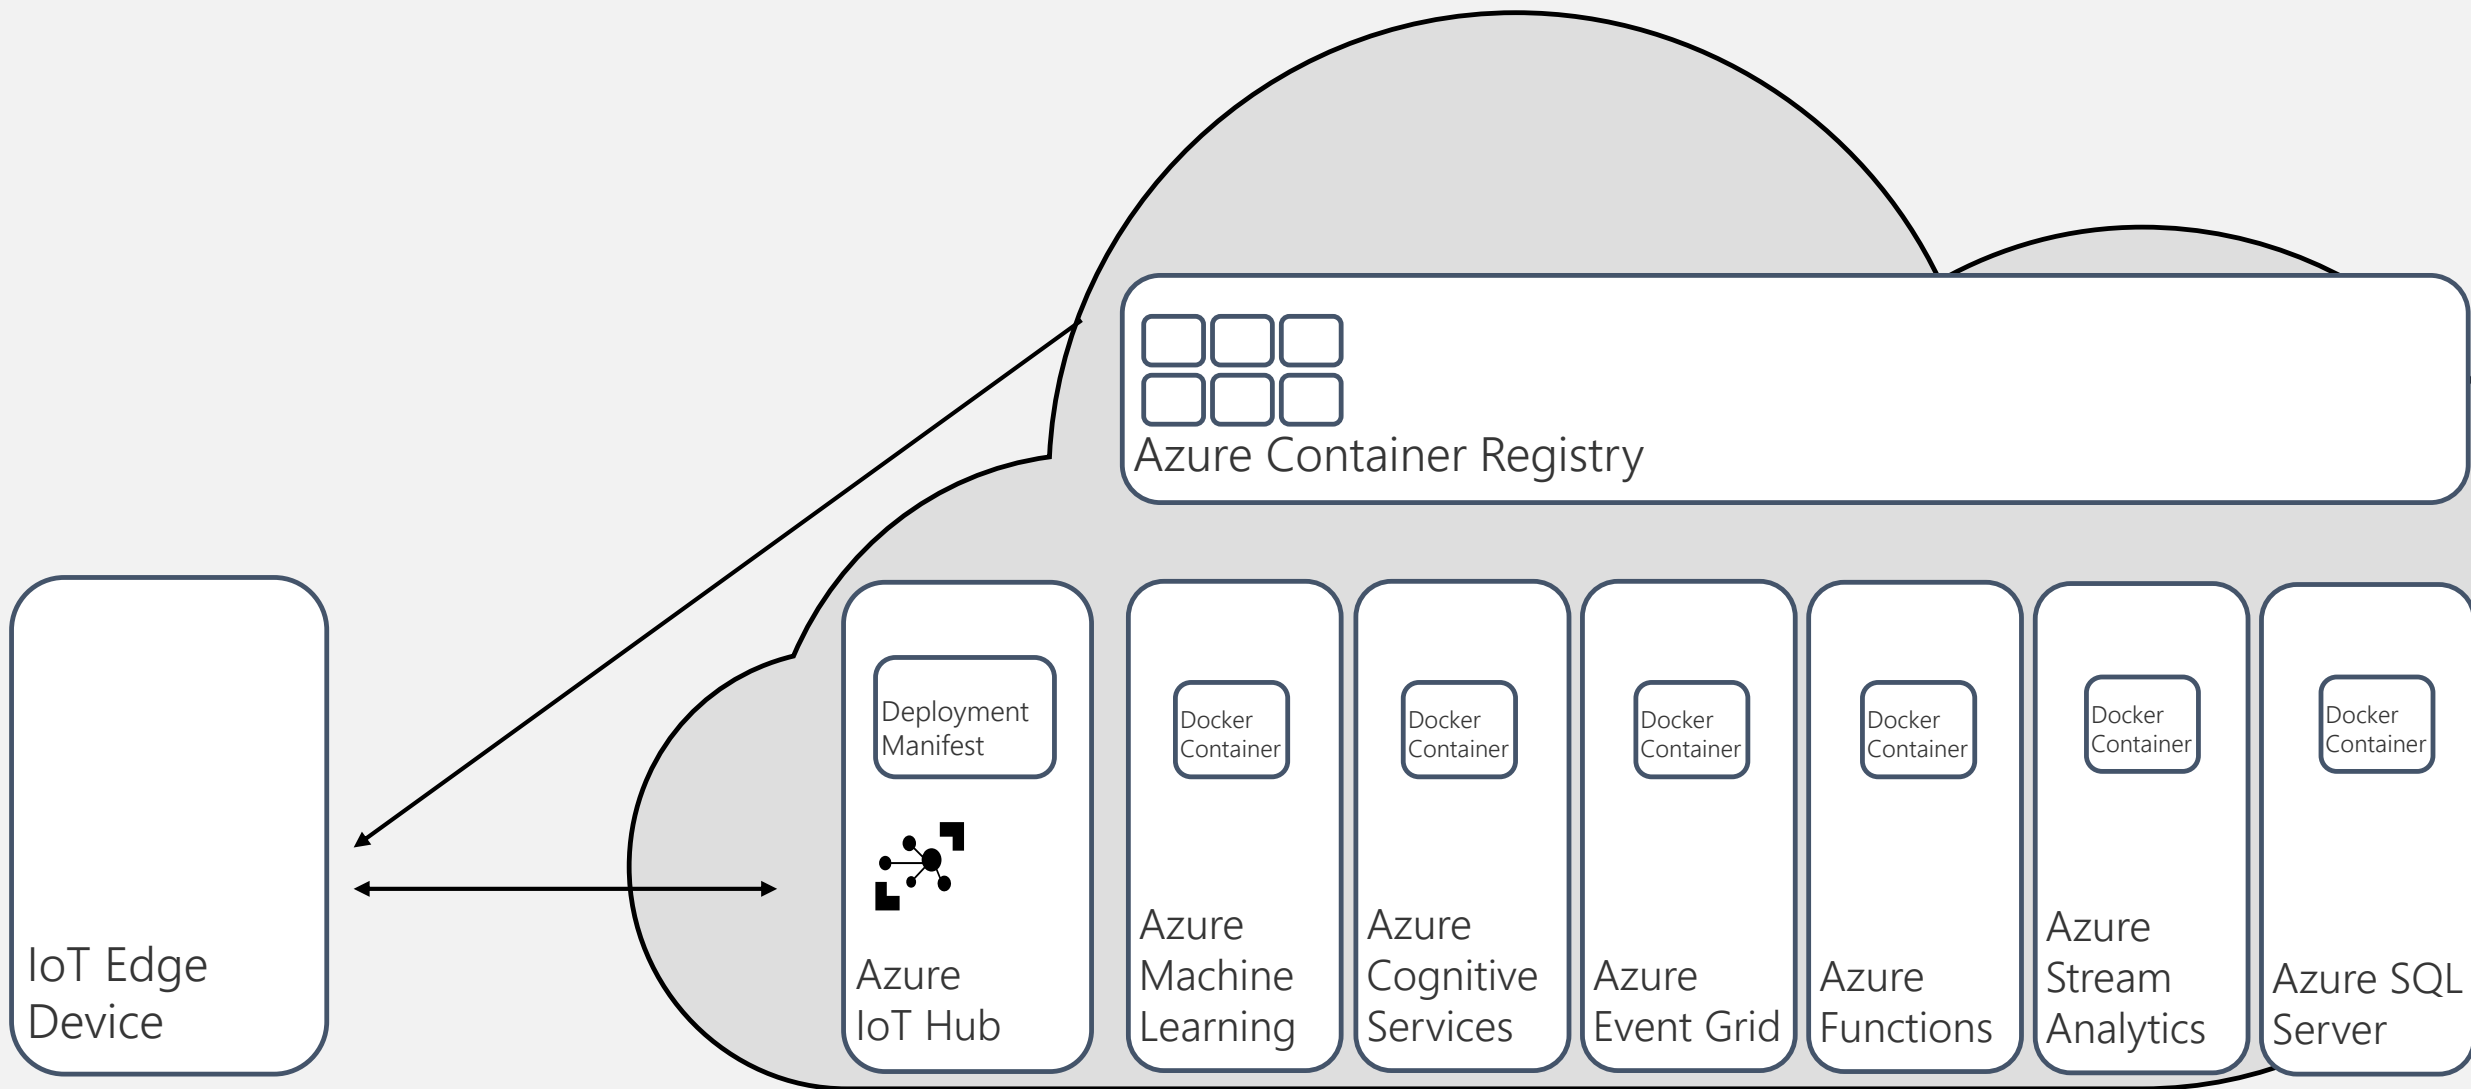 Azure Container Registry
Deployment
Manifest
Docker
Container
Docker
Container
Docker
Container
Docker
Container
Docker
Container
Docker
Container
IoT Edge
Device
Azure
IoT Hub
Azure
Machine
Learning
Azure
Cognitive
Services
Azure
Event Grid
Azure
Functions
Azure
Stream
Analytics
Azure SQL
Server